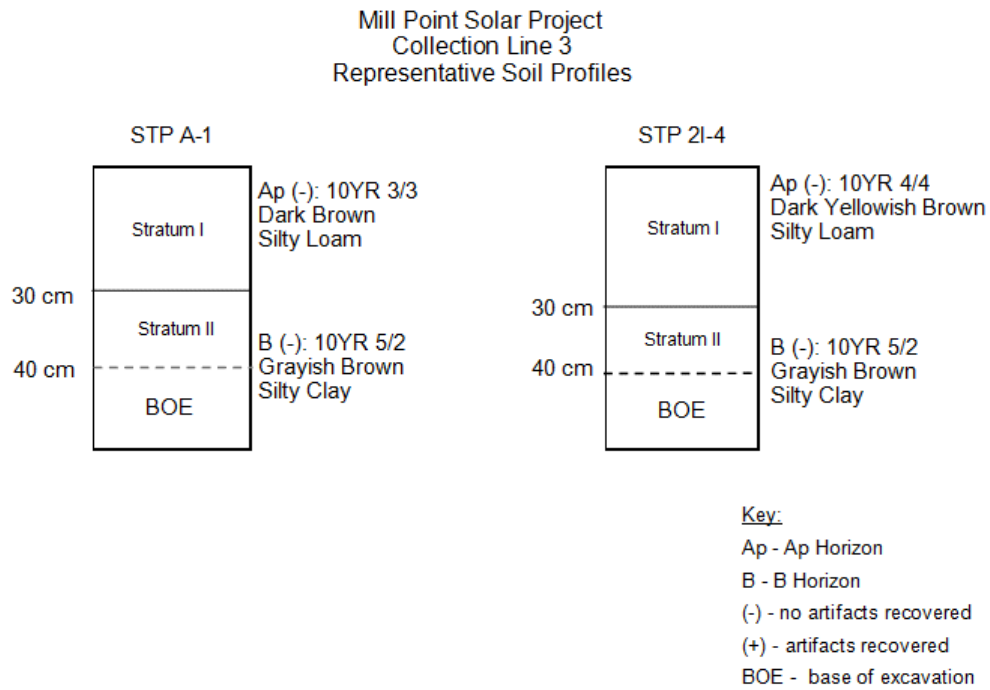 Mill Point Solar Project
Collection Line 3
Representative Soil Profiles
STP A-1
Stratum I
Ap (-): 10YR 3/3
Dark Brown
Silty Loam
30 cm
Stratum II
B (-): 10YR 5/2
Grayish Brown
Silty Clay
40 cm
BOE
STP 2I-4
Stratum I
Ap (-): 10YR 4/4
Dark Yellowish Brown
Silty Loam
30 cm
Stratum II
B (-): 10YR 5/2
Grayish Brown
Silty Clay
40 cm
BOE
Key:
Ap - Ap Horizon
B - B Horizon
(-) - no artifacts recovered
(+) - artifacts recovered
BOE - base of excavation